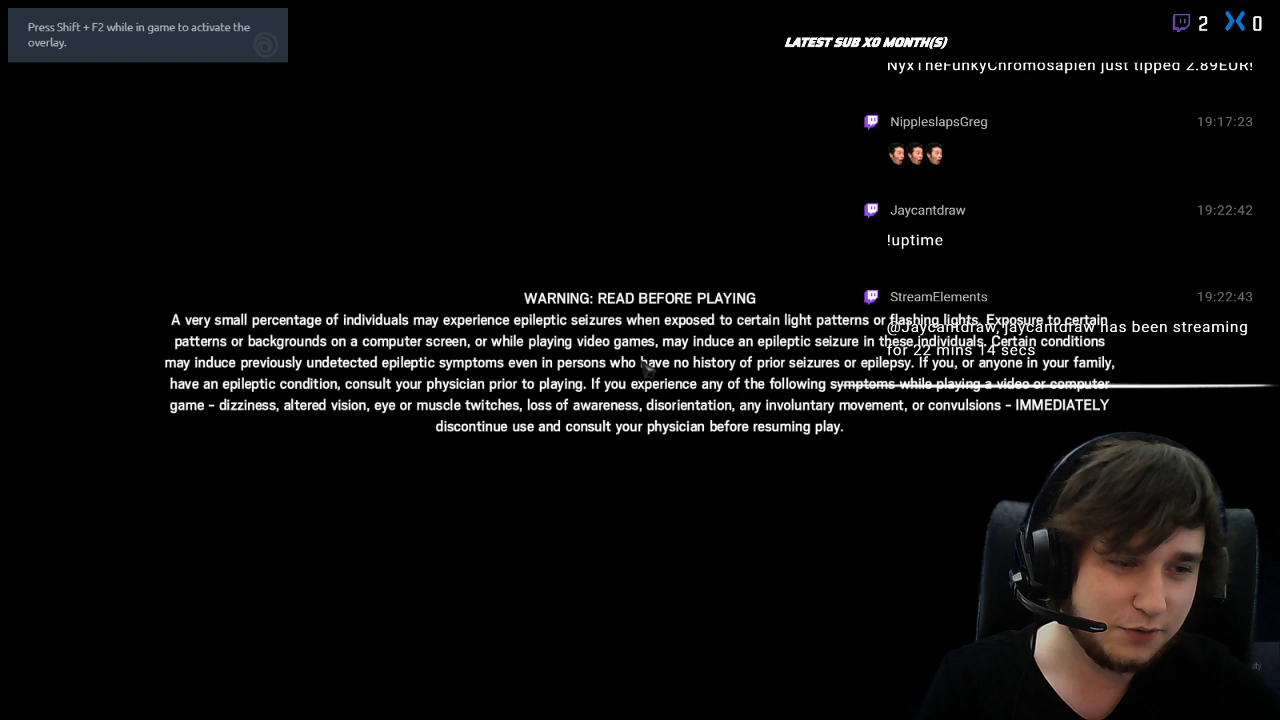 Press Shift + F2 while in game to activate the
overlay.
2
0
LATEST SUB X0 MONTH(S)
NyxTheFunkyChromosapien just tipped 2.89EUR!
NippleslapsGreg 19:17:23
Jaycantdraw 19:22:42
!uptime
StreamElements 19:22:43
@Jaycantdraw, jaycantdraw has been streaming
for 22 mins 14 secs
WARNING: READ BEFORE PLAYING
A very small percentage of individuals may experience epileptic seizures when exposed to certain light patterns or flashing lights. Exposure to certain
patterns or backgrounds on a computer screen, or while playing video games, may induce an epileptic seizure in these individuals. Certain conditions
may induce previously undetected epileptic symptoms even in persons who have no history of prior seizures or epilepsy. If you, or anyone in your family,
have an epileptic condition, consult your physician prior to playing. If you experience any of the following symptoms while playing a video or computer
game - dizziness, altered vision, eye or muscle twitches, loss of awareness, disorientation, any involuntary movement, or convulsions - IMMEDIATELY
discontinue use and consult your physician before resuming play.